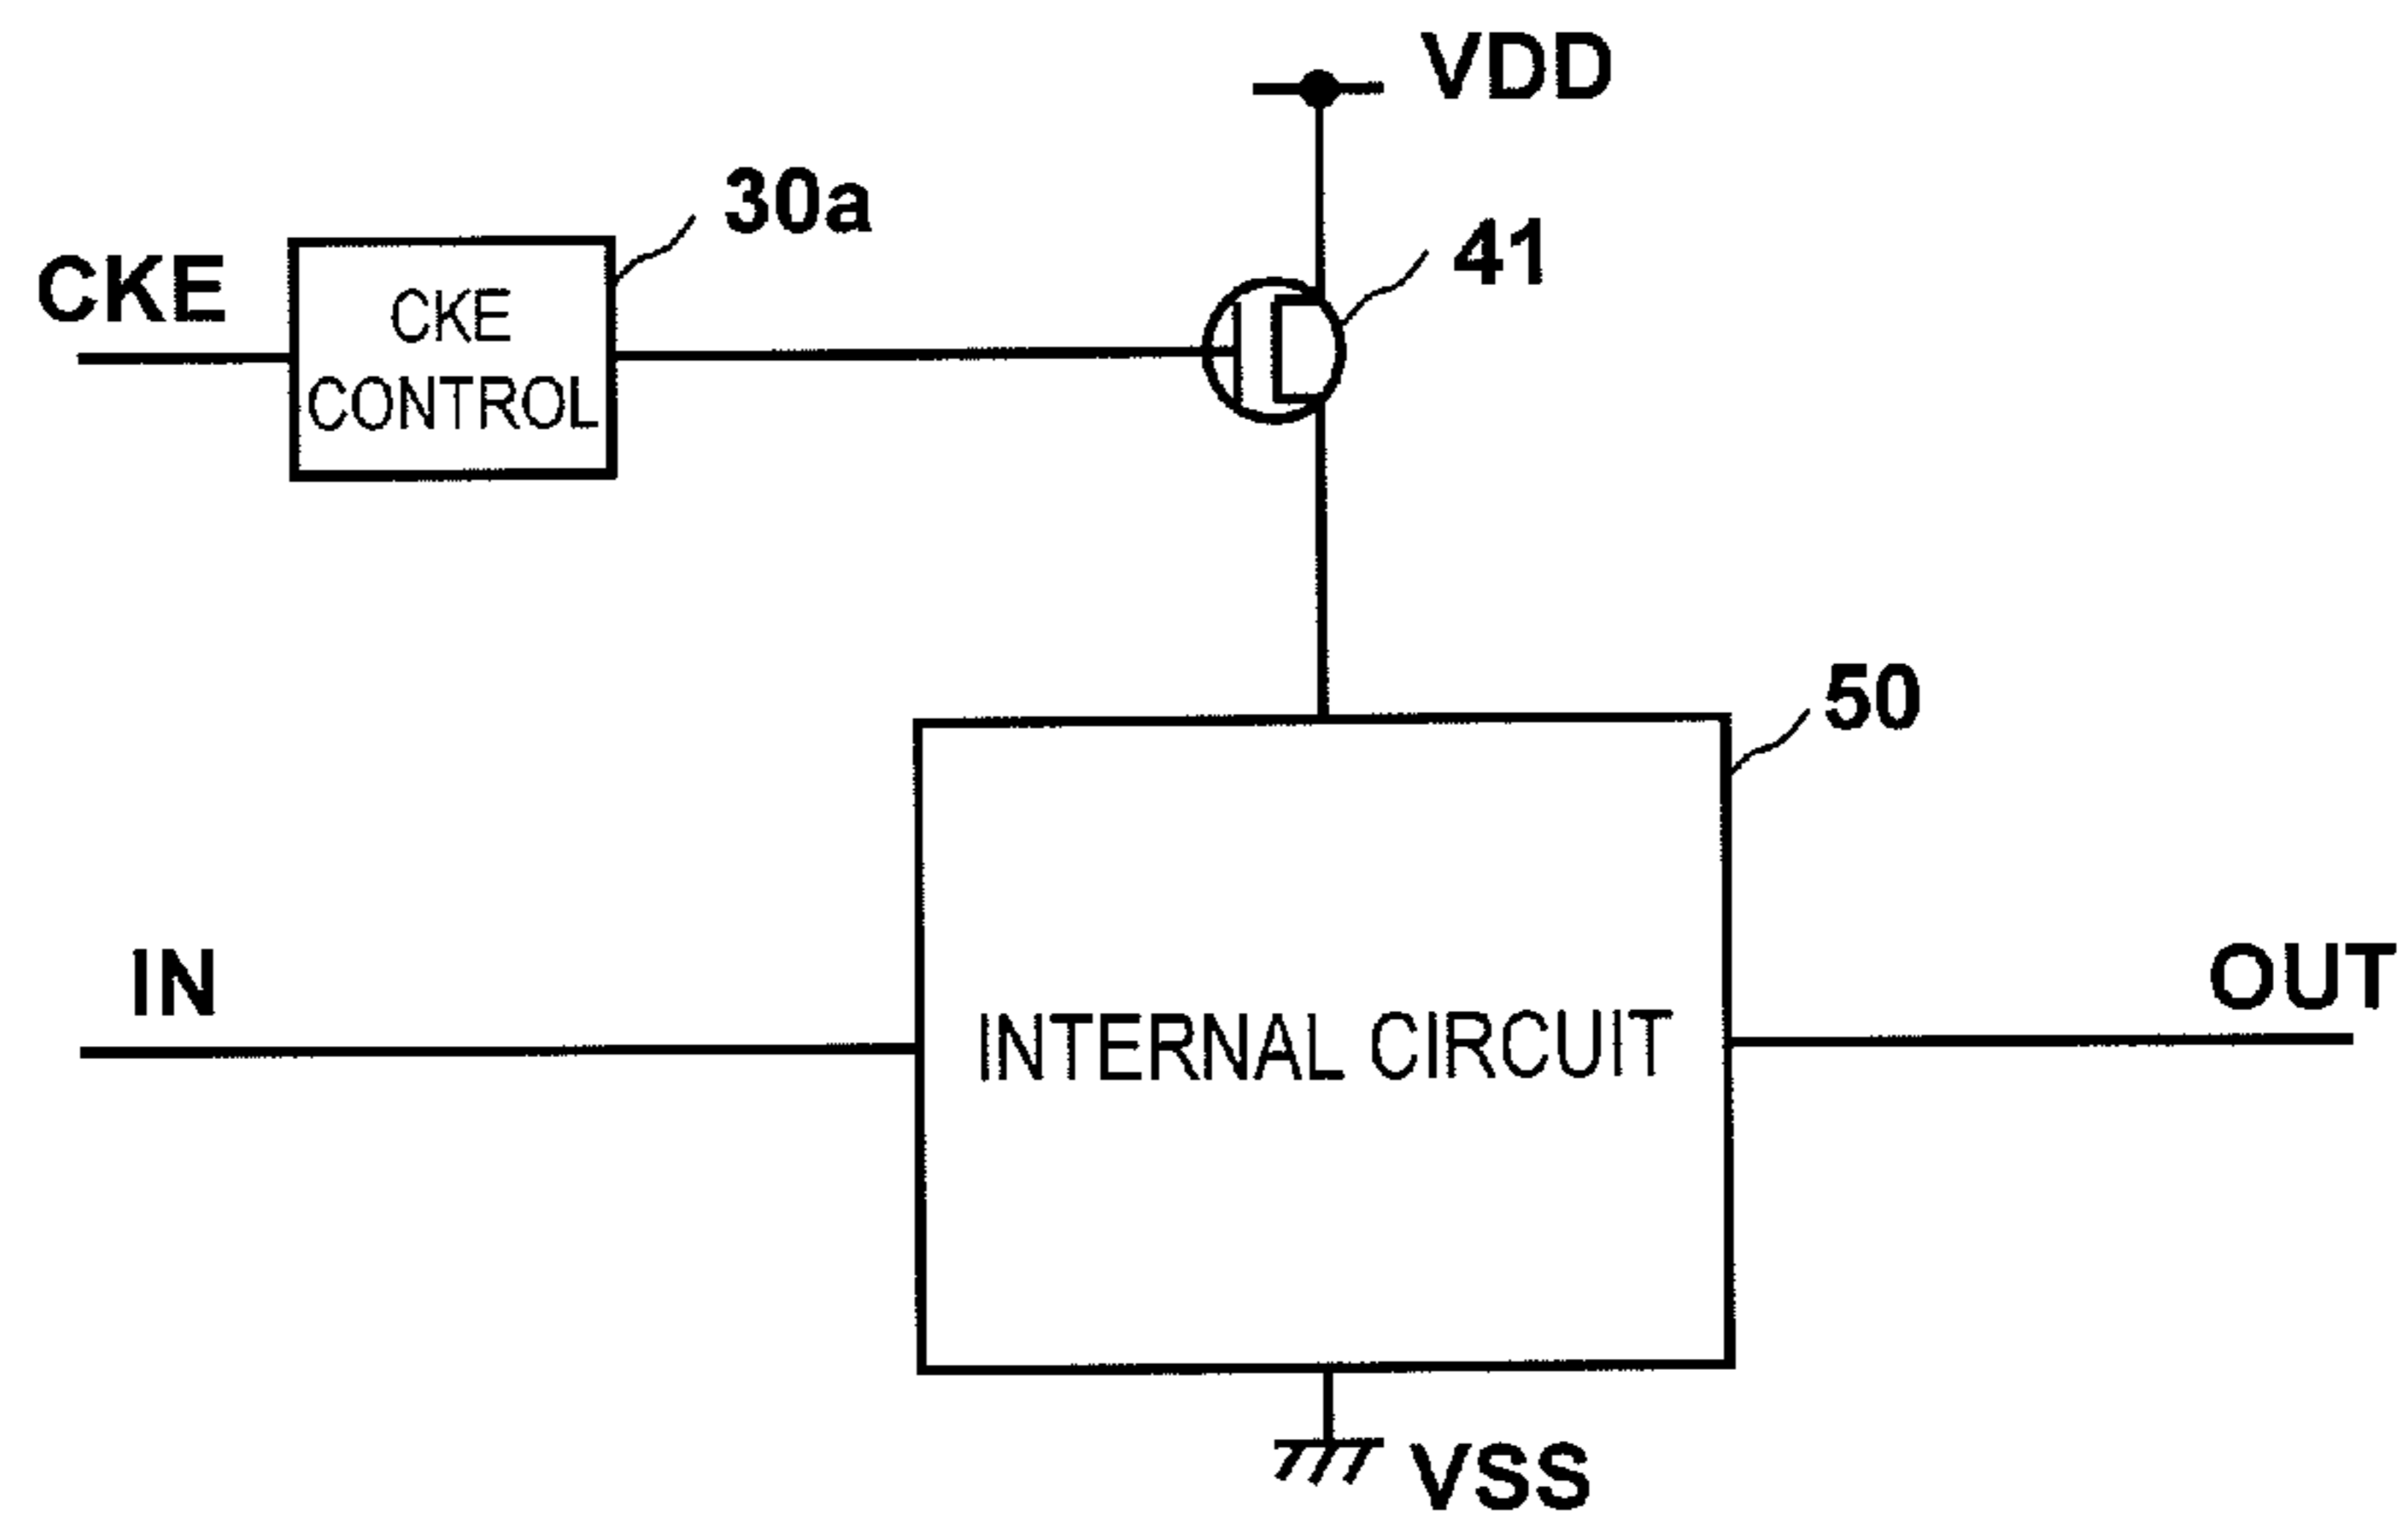 VDD
30a
41
CKE
CKE
CONTROL
50
IN
OUT
INTERNAL CIRCUIT
VSS